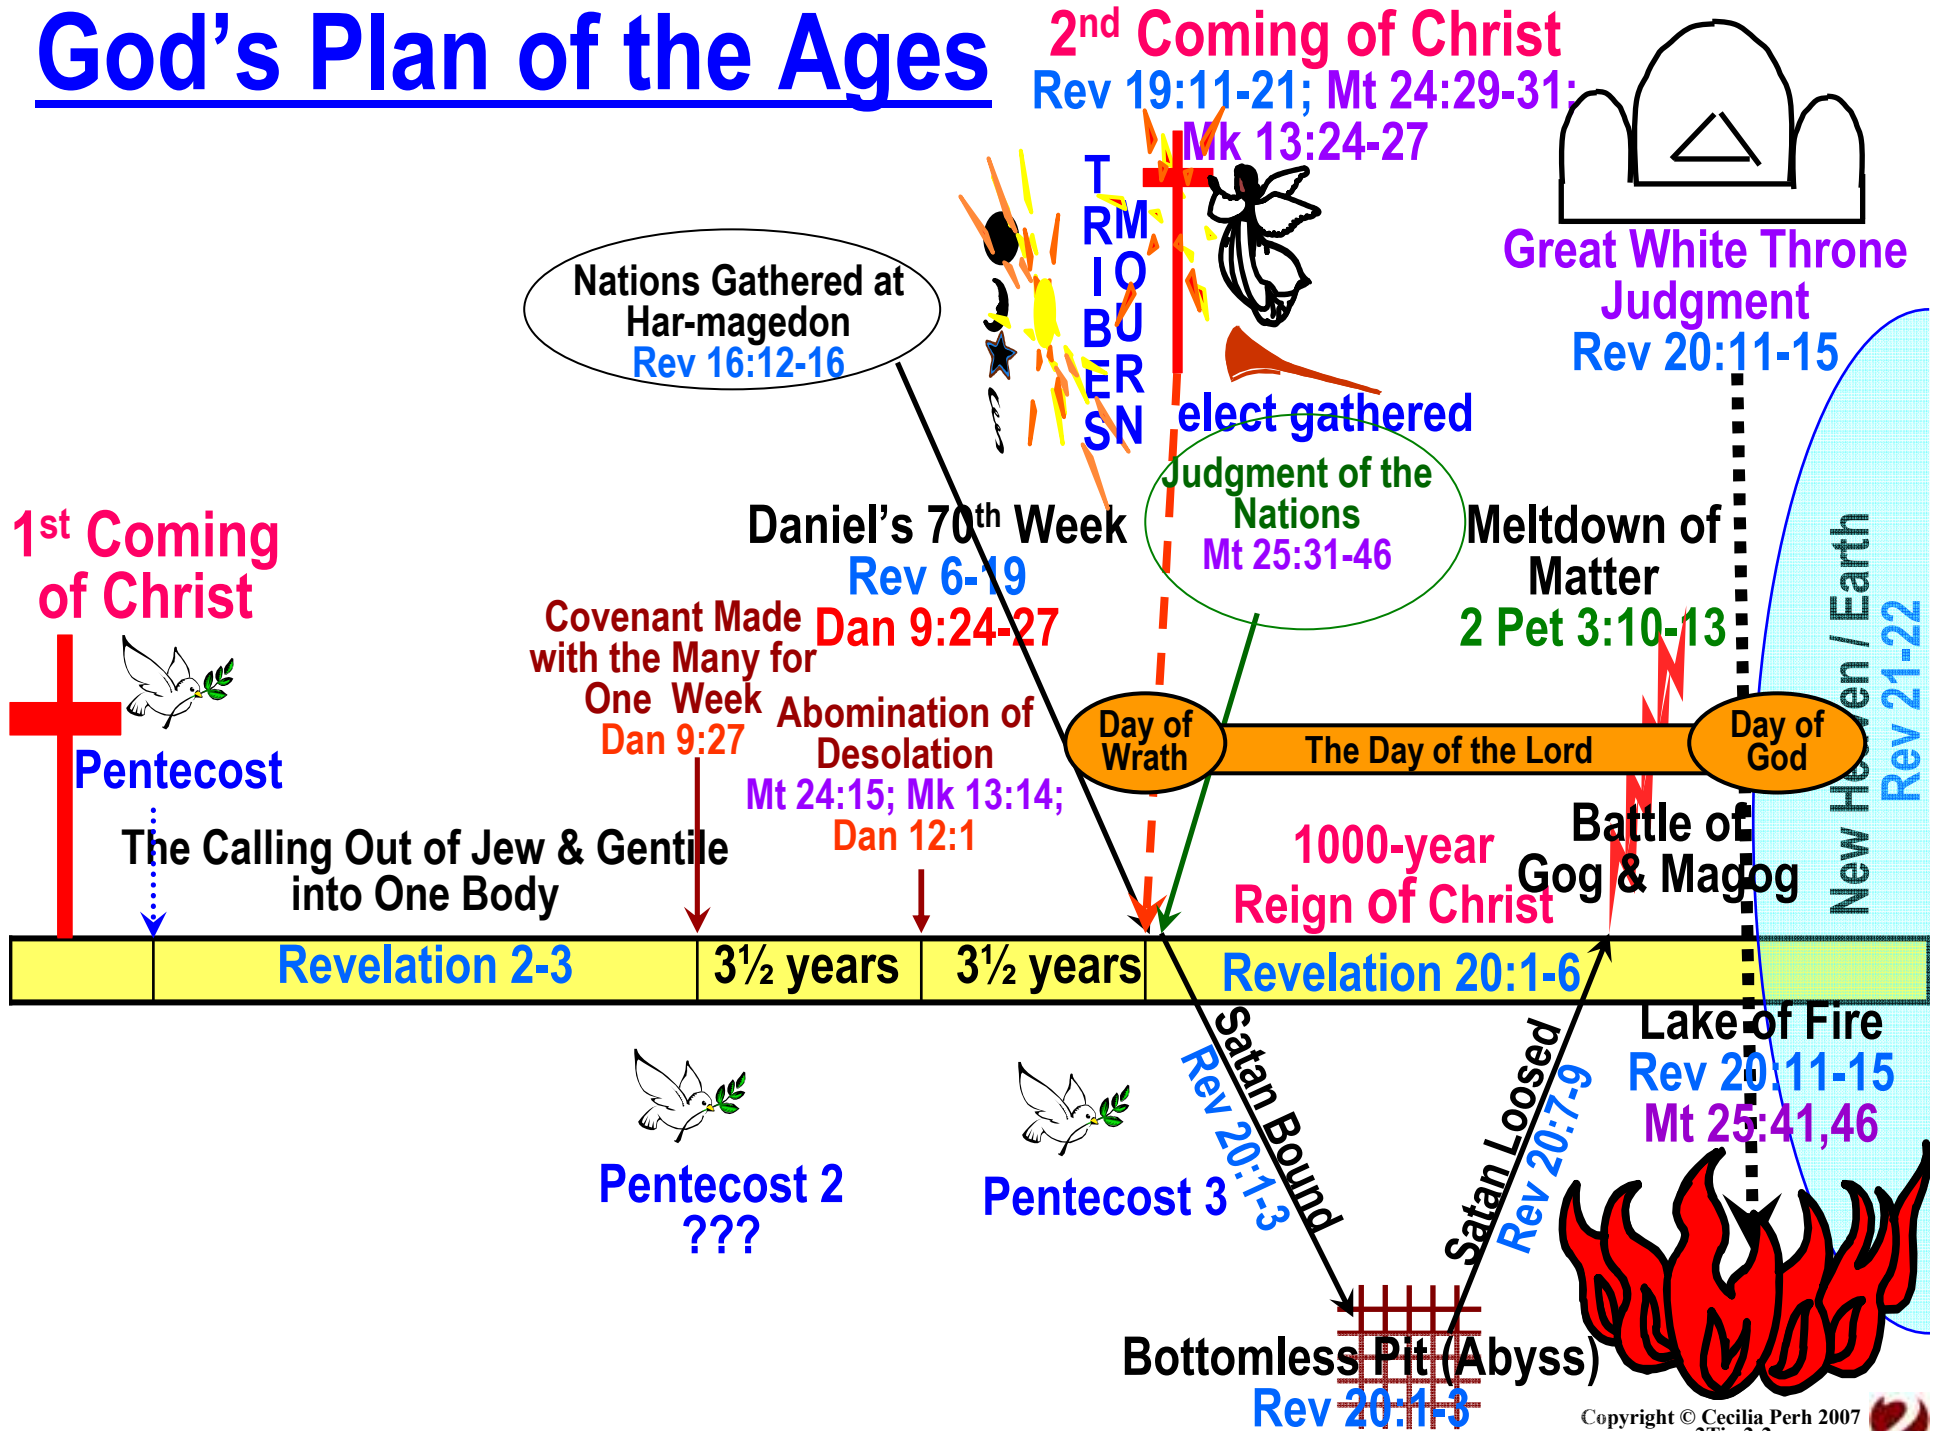 God's Plan of the Ages
2nd Coming of Christ
Rev 19:11-21; Mt 24:29-31;
Mk 13:24-27
TRIBES
MOURN
Nations Gathered at
Har-magedon
Rev 16:12-16
Great White Throne
Judgment
Rev 20:11-15
elect gathered
Judgment of the
Nations
Mt 25:31-46
1st Coming
of Christ
Pentecost
Daniel's 70th Week
Rev 6-19
Dan 9:24-27
Covenant Made
with the Many for
One Week
Dan 9:27
Abomination of
Desolation
Mt 24:15; Mk 13:14;
Dan 12:1
Meltdown of
Matter
2 Pet 3:10-13
New Heaven / Earth
Rev 21-22
Day of
Wrath
The Day of the Lord
Day of
God
The Calling Out of Jew & Gentile
into One Body
1000-year
Reign of Christ
Battle of
Gog & Magog
Revelation 2-3
3½ years
3½ years
Revelation 20:1-6
Pentecost 2
???
Pentecost 3
Satan Bound
Rev 20:1-3
Satan Loosed
Rev 20:7-9
Lake of Fire
Rev 20:11-15
Mt 25:41,46
Bottomless Pit (Abyss)
Rev 20:1-3
Copyright © Cecilia Perh 2007